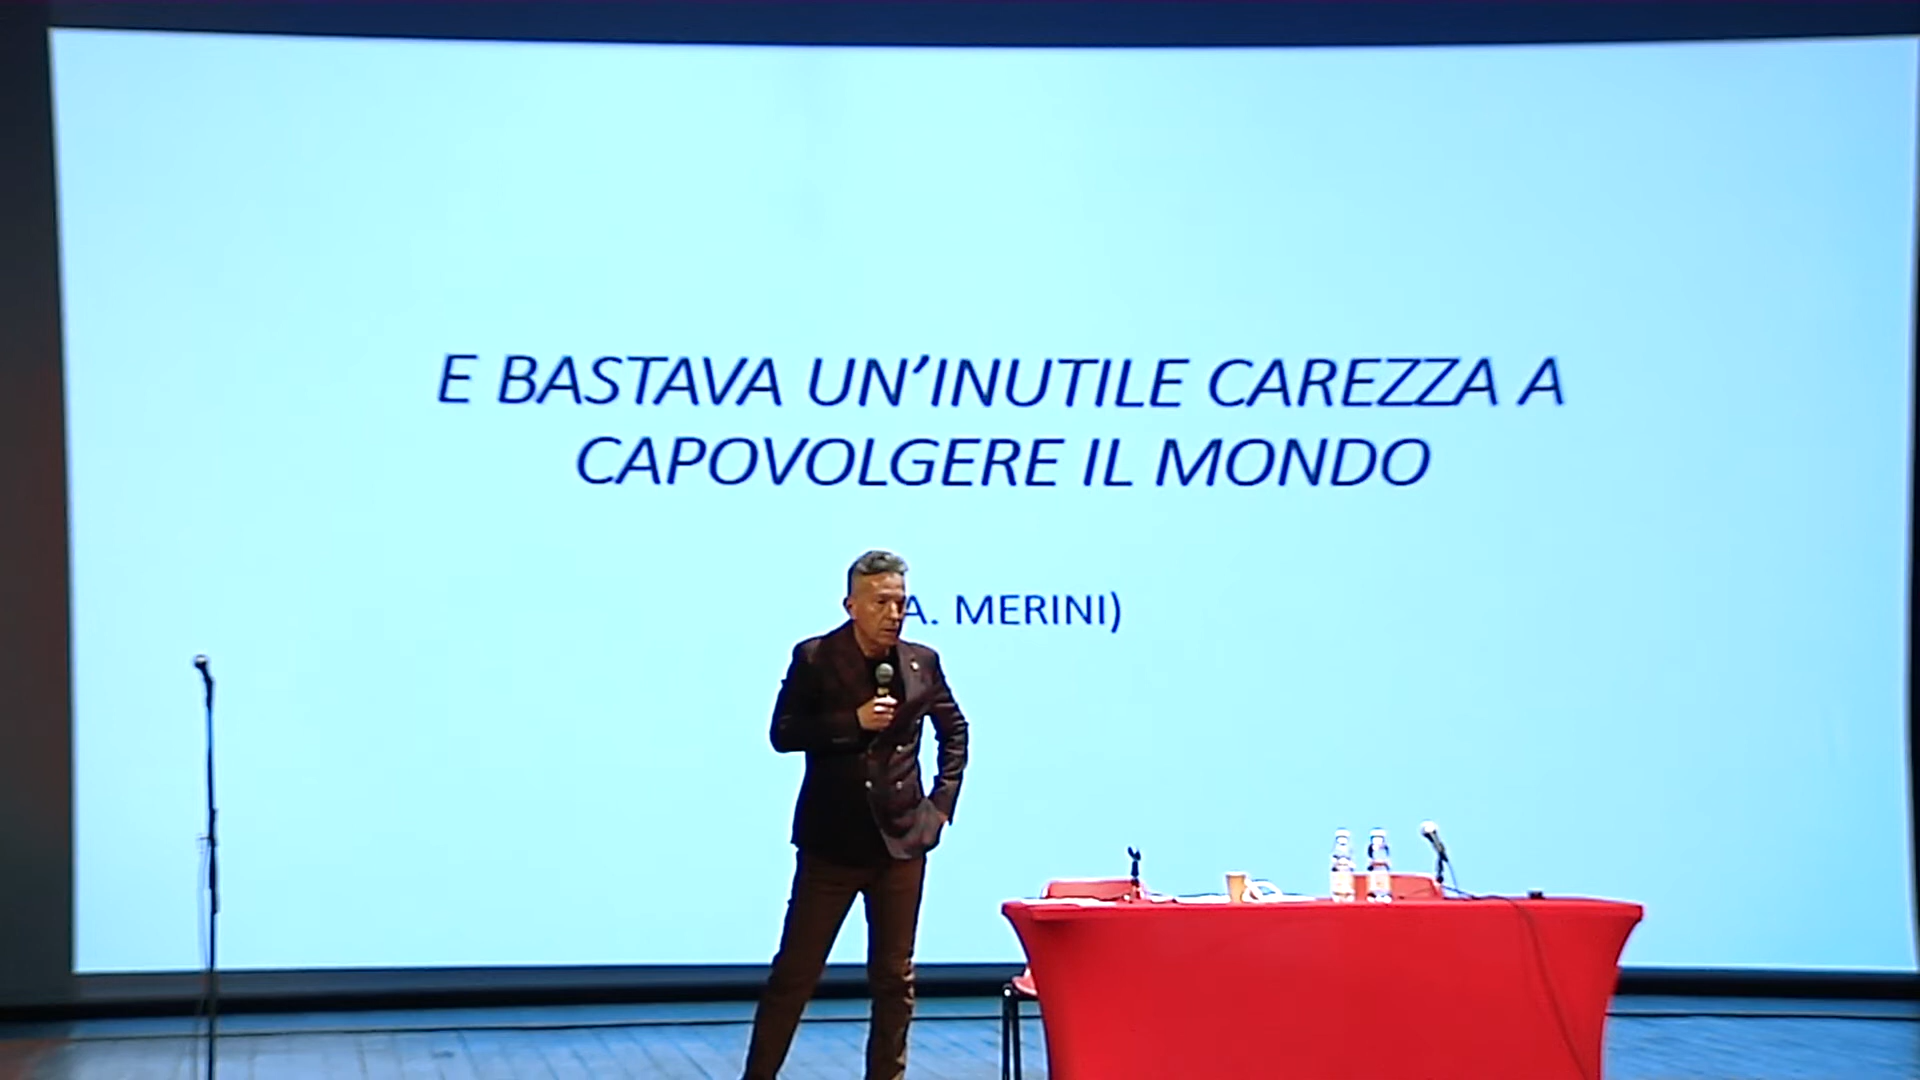 E BASTAVA UN’INUTILE CAREZZA A
CAPOVOLGERE IL MONDO
A. MERINI)